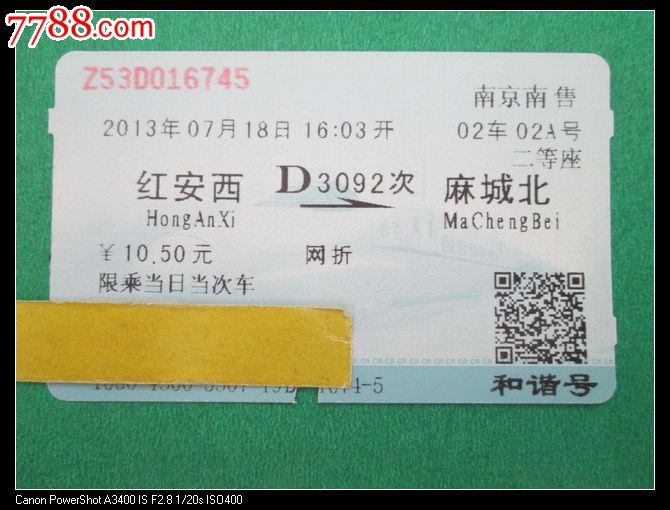 7788.com
Z53D016745
南京南售
2013年07月18日 16:03开 02车 02A号
二等座
红安西 D3092次 麻城北
HongAnXi MaChengBei
¥10.50元 网折
限乘当日当次车
和谐号
Canon PowerShot A3400 IS F2.8 1/20s ISO400